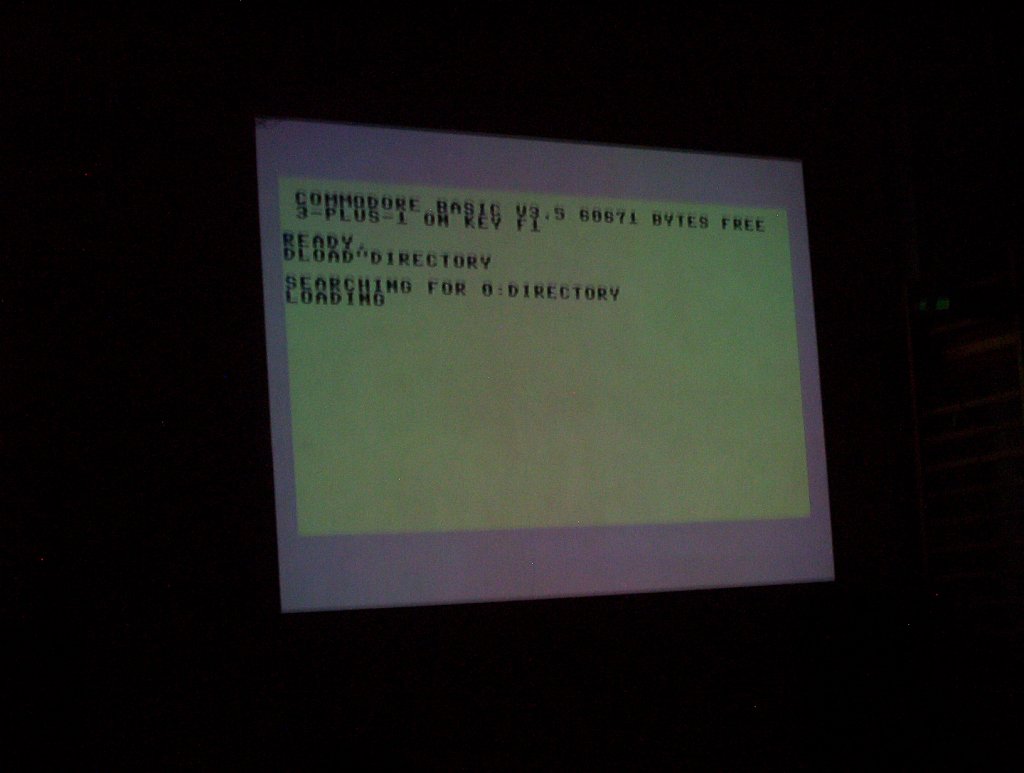 COMMODORE BASIC V3.5 60671 BYTES FREE
3-PLUS-1 ON KEY F1
READY.
DLOAD"DIRECTORY
SEARCHING FOR 0:DIRECTORY
LOADING